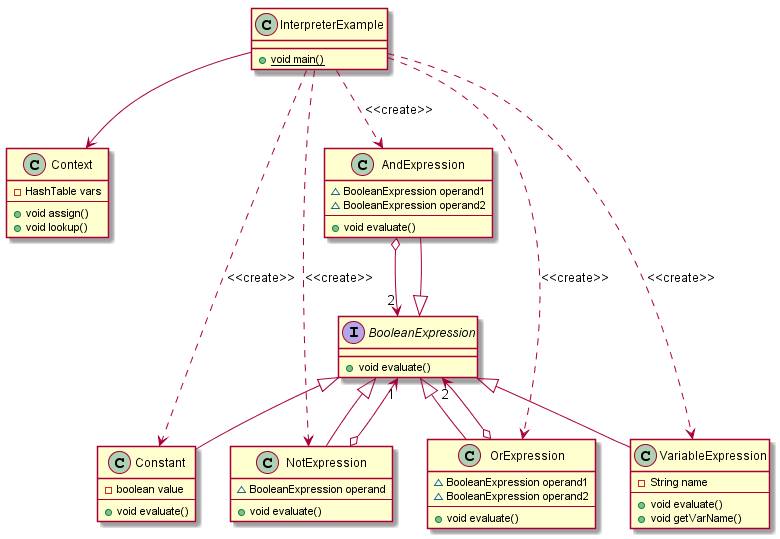 C InterpreterExample
void main()
C Context
HashTable vars
void assign()
void lookup()
<<create>>
C AndExpression
BooleanExpression operand1
BooleanExpression operand2
void evaluate()
<<create>>
<<create>>
<<create>>
<<create>>
2
I BooleanExpression
void evaluate()
1
2
C Constant
boolean value
void evaluate()
C NotExpression
BooleanExpression operand
void evaluate()
C OrExpression
BooleanExpression operand1
BooleanExpression operand2
void evaluate()
C VariableExpression
String name
void evaluate()
void getVarName()